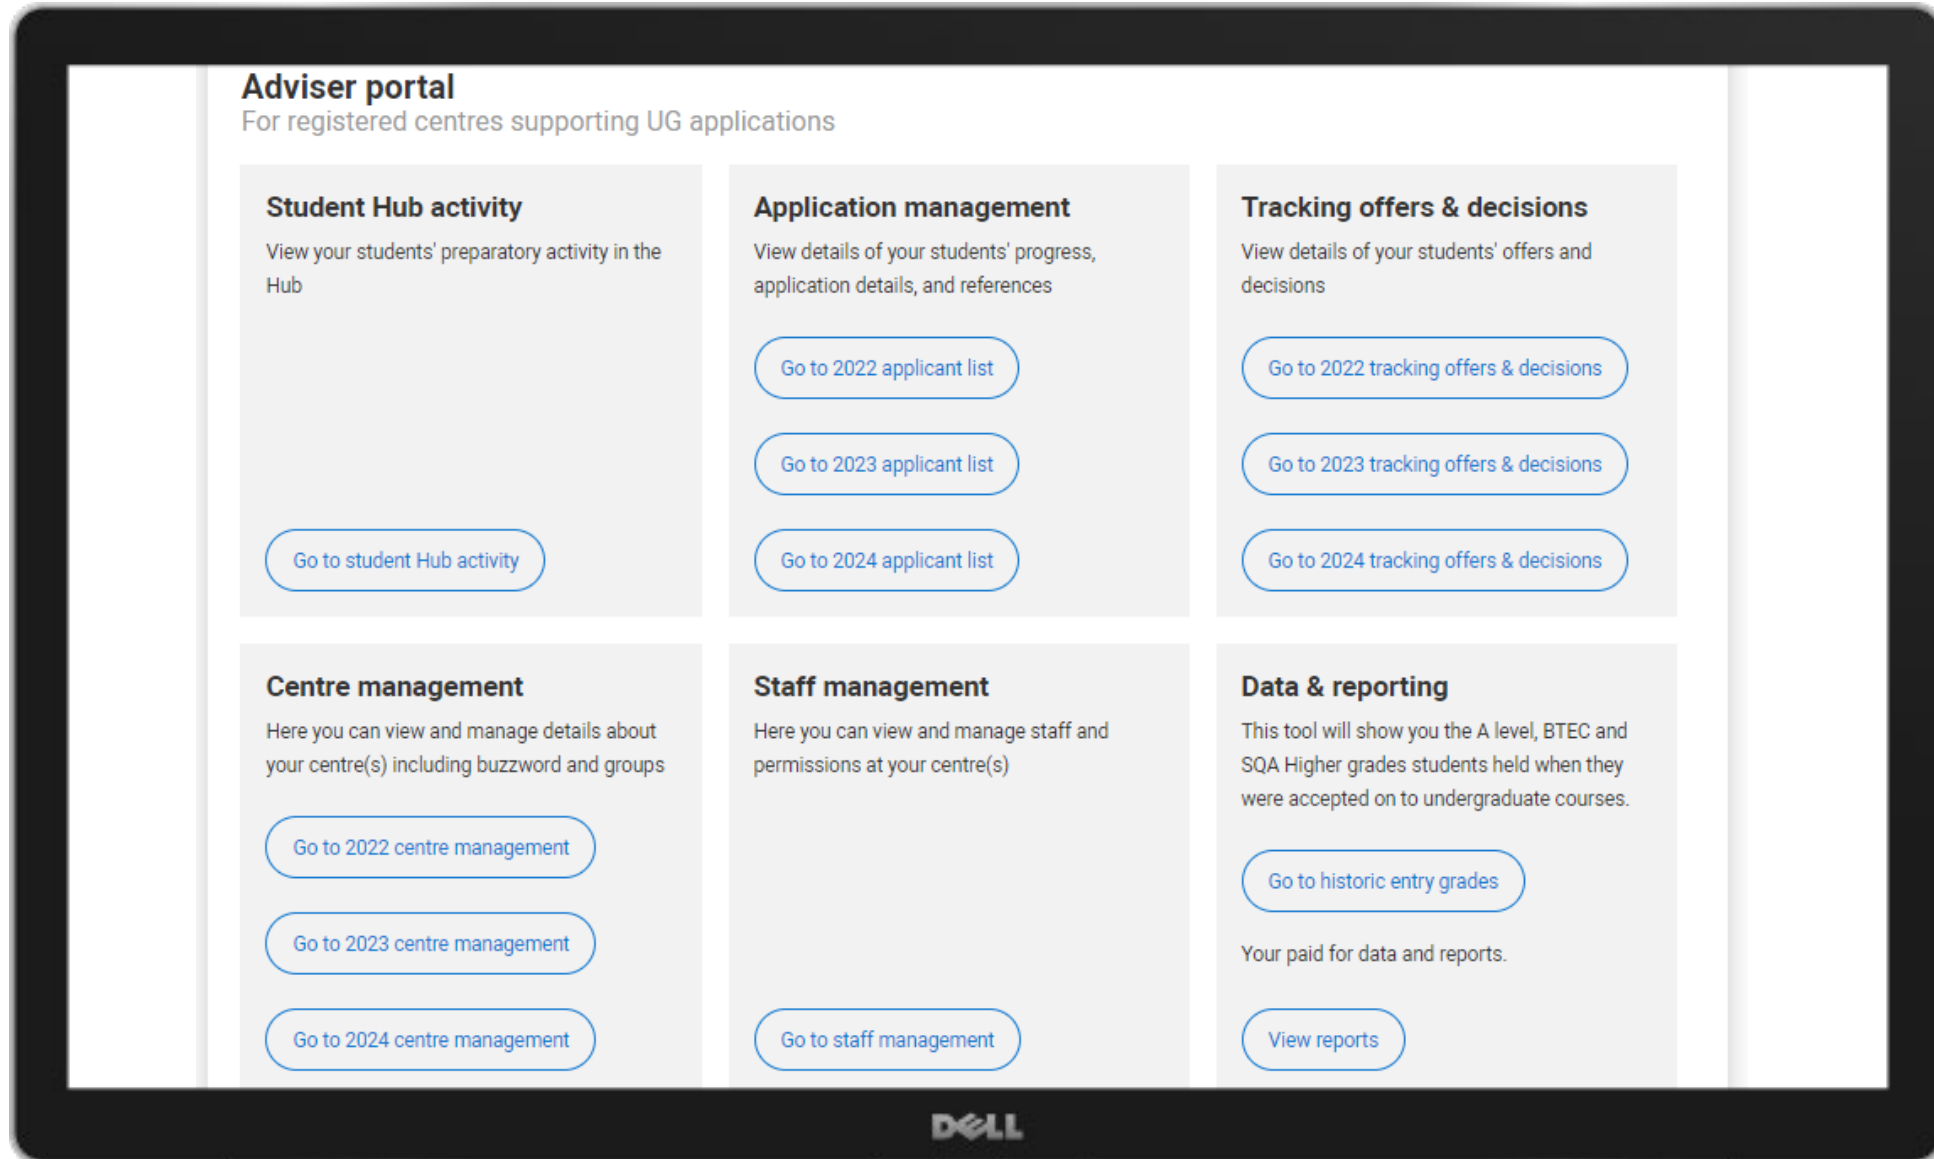 Adviser portal
For registered centres supporting UG applications
Student Hub activity
View your students' preparatory activity in the
Hub
Go to student Hub activity
Application management
View details of your students' progress,
application details, and references
Go to 2022 applicant list
Go to 2023 applicant list
Go to 2024 applicant list
Tracking offers & decisions
View details of your students' offers and
decisions
Go to 2022 tracking offers & decisions
Go to 2023 tracking offers & decisions
Go to 2024 tracking offers & decisions
Centre management
Here you can view and manage details about
your centre(s) including buzzword and groups
Go to 2022 centre management
Go to 2023 centre management
Go to 2024 centre management
Staff management
Here you can view and manage staff and
permissions at your centre(s)
Go to staff management
Data & reporting
This tool will show you the A level, BTEC and
SQA Higher grades students held when they
were accepted on to undergraduate courses.
Go to historic entry grades
Your paid for data and reports.
View reports
DELL